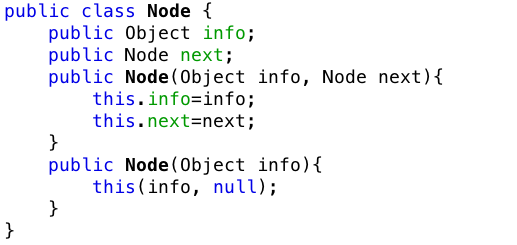 public class Node {
    public Object info;
    public Node next;
    public Node(Object info, Node next){
        this.info=info;
        this.next=next;
    }
    public Node(Object info){
        this(info, null);
    }
}